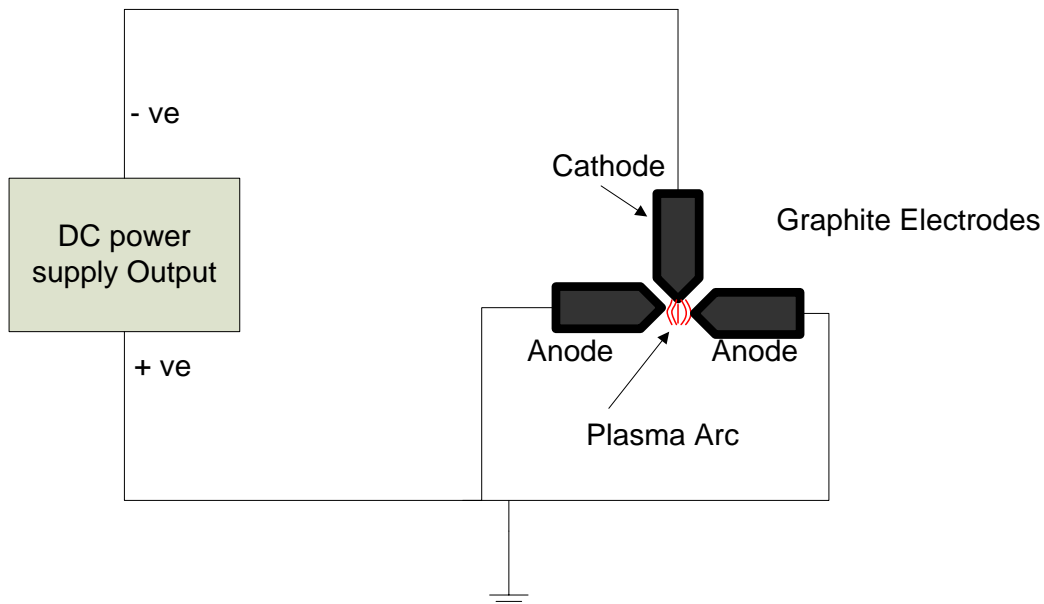 - ve
Cathode
Graphite Electrodes
DC power
supply Output
Anode
Anode
+ ve
Plasma Arc